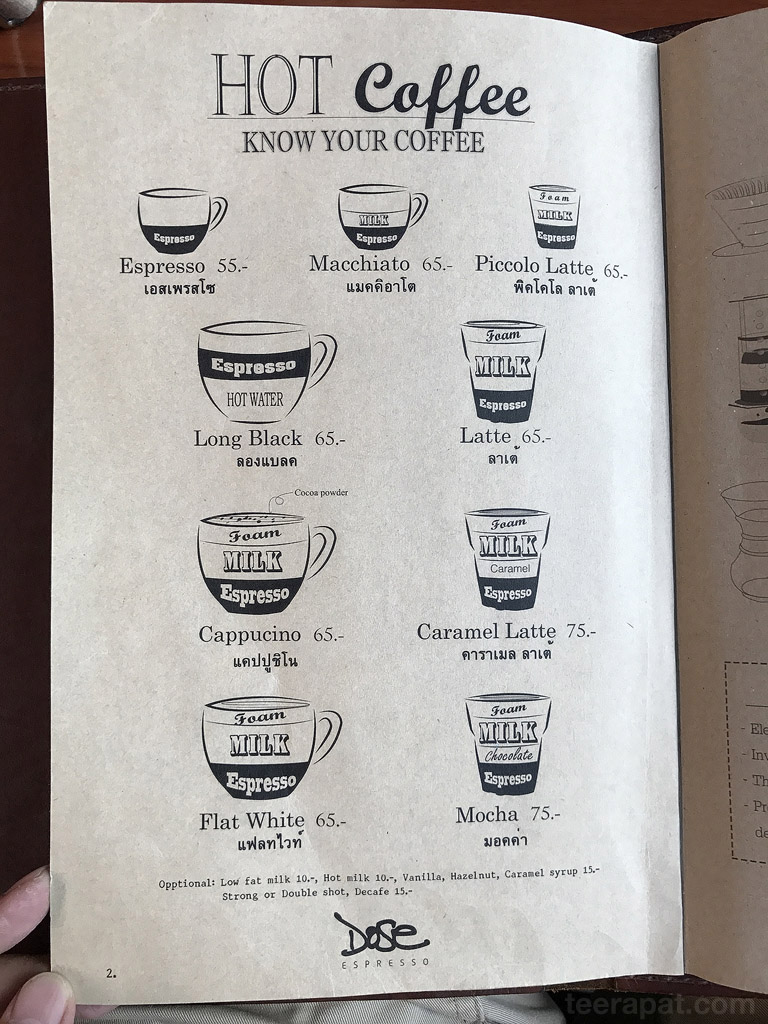 HOT Coffee
KNOW YOUR COFFEE
Espresso
Espresso 55.-
เอสเพรสโซ
MILK
Espresso
Macchiato 65.-
แมคคิอาโต
Foam
MILK
Espresso
Piccolo Latte 65.-
พิคโคโล ลาเต้
Espresso
HOT WATER
Long Black 65.-
ลองแบลค
Foam
MILK
Espresso
Latte 65.-
ลาเต้
Cocoa powder
Foam
MILK
Espresso
Cappucino 65.-
แคปปูชิโน
Foam
MILK
Caramel
Espresso
Caramel Latte 75.-
คาราเมล ลาเต้
Foam
MILK
Espresso
Flat White 65.-
แฟลทไวท์
Foam
MILK
Chocolate
Espresso
Mocha 75.-
มอคค่า
Opptional: Low fat milk 10.-, Hot milk 10.-, Vanilla, Hazelnut, Caramel syrup 15.-
Strong or Double shot, Decafe 15.-
Dose
ESPRESSO
2.
- Ele
- Inv
- Th
- Pr
de
teerapat.com